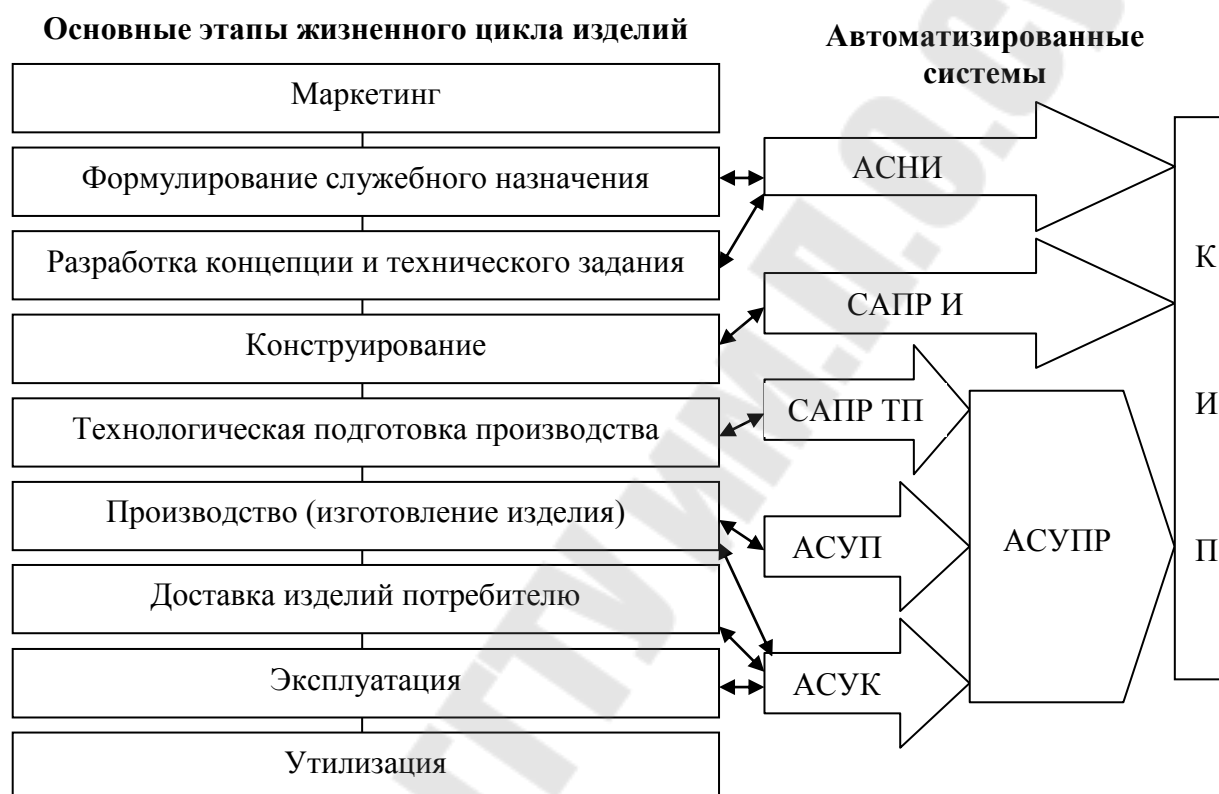 Основные этапы жизненного цикла изделий
Автоматизированные
системы
Маркетинг
Формулирование служебного назначения
Разработка концепции и технического задания
Конструирование
Технологическая подготовка производства
Производство (изготовление изделия)
Доставка изделий потребителю
Эксплуатация
Утилизация
АСНИ
САПР И
САПР ТП
АСУП
АСУК
АСУПР
К
И
П